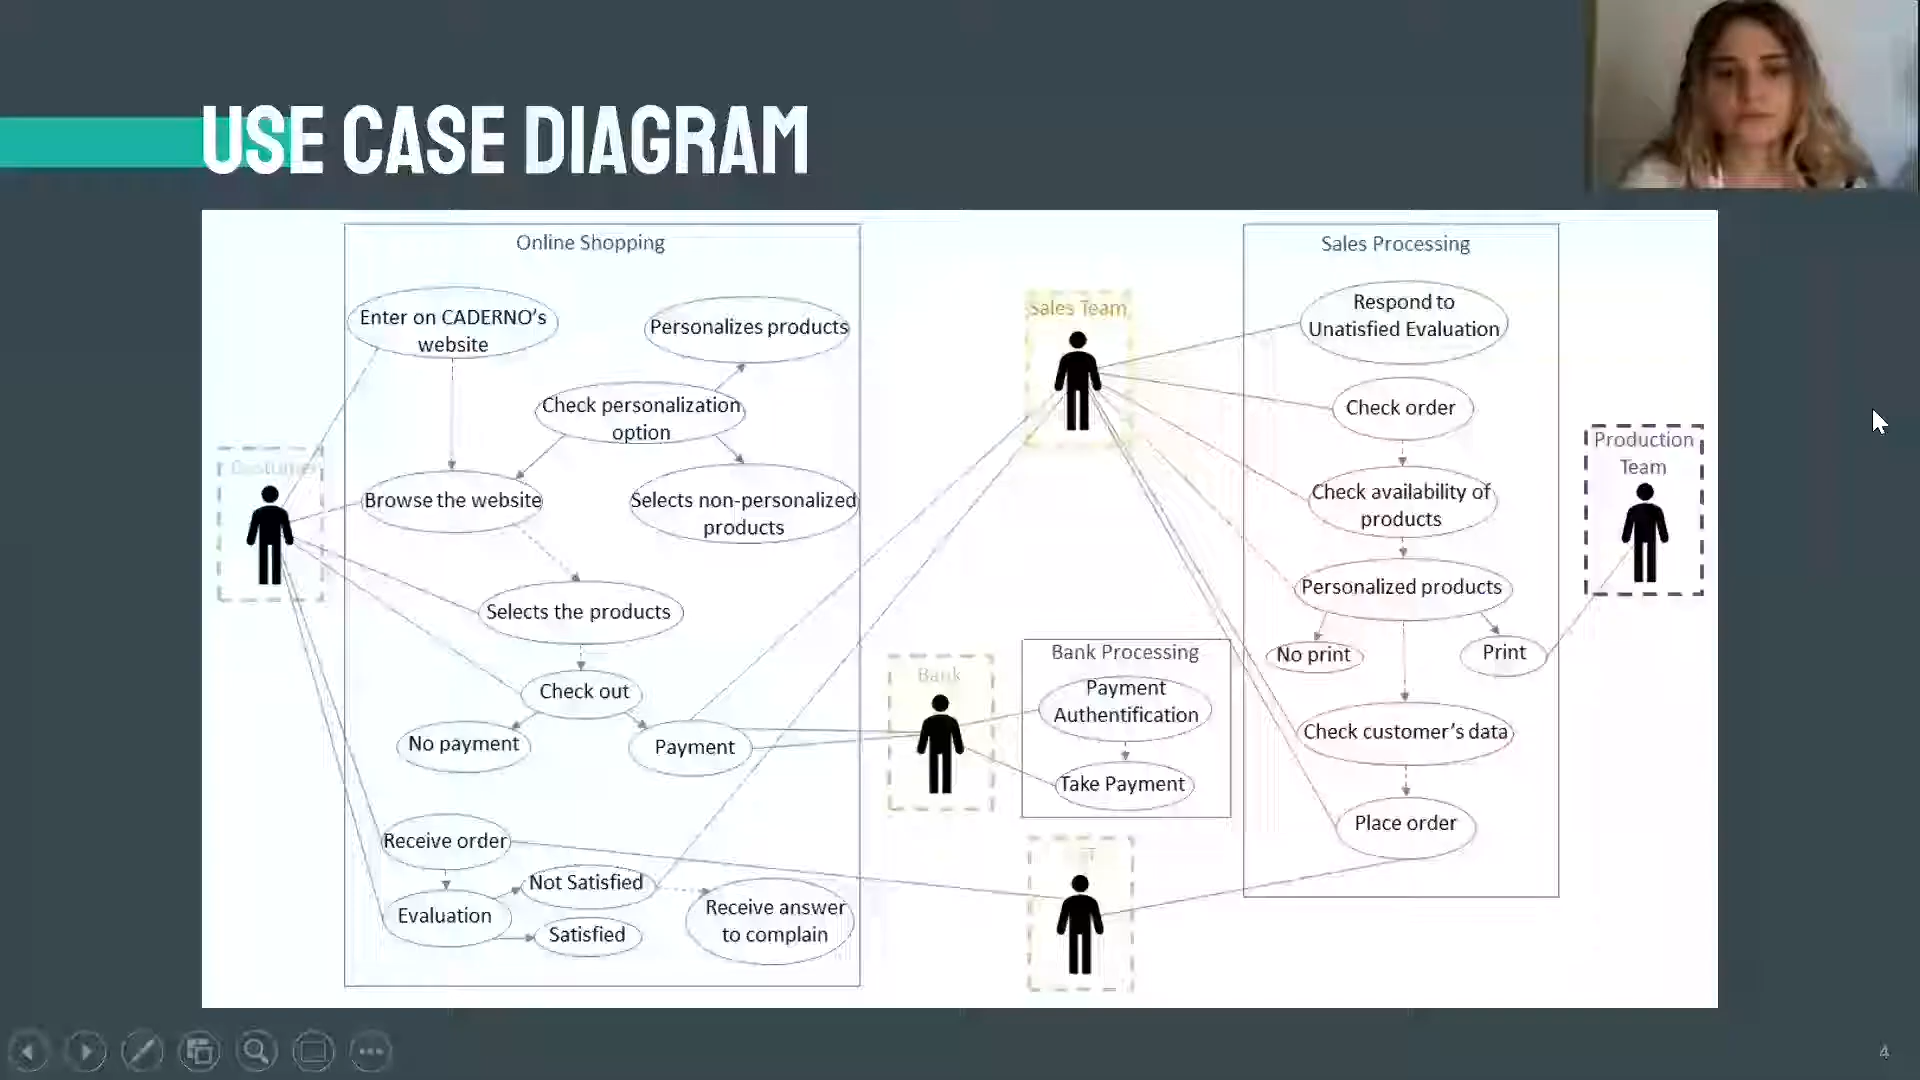 USE CASE DIAGRAM
Online Shopping
Enter on CADERNO's
website
Personalizes products
Check personalization
option
Customer
Browse the website
Selects non-personalized
products
Selects the products
Check out
No payment
Payment
Receive order
Not Satisfied
Evaluation
Satisfied
Receive answer
to complain
Sales Team
Bank
Bank Processing
Payment
Authentification
Take Payment
Sales Processing
Respond to
Unatisfied Evaluation
Check order
Check availability of
products
Personalized products
No print
Print
Check customer's data
Place order
Production
Team
4